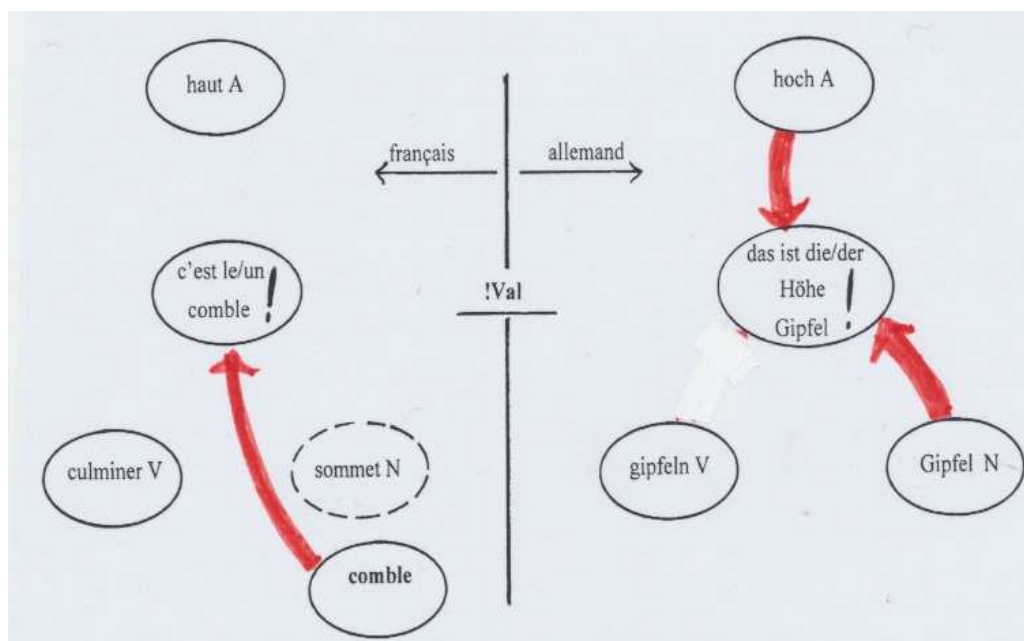 haut A
hoch A
français
allemand
c'est le/un
comble !
!Val
das ist die/der
Höhe
Gipfel !
culminer V
sommet N
gipfeln V
Gipfel N
comble